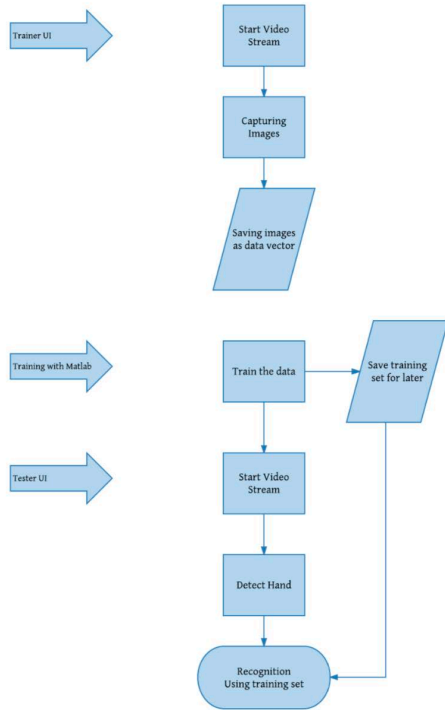 Trainer UI
Start Video
Stream
Capturing
Images
Saving images
as data vector
Training with Matlab
Train the data
Save training
set for later
Tester UI
Start Video
Stream
Detect Hand
Recognition
Using training set